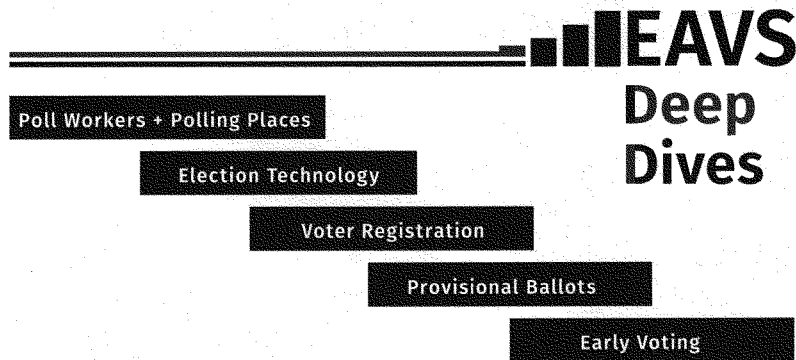 EAVS
Deep
Dives
Poll Workers + Polling Places
Election Technology
Voter Registration
Provisional Ballots
Early Voting